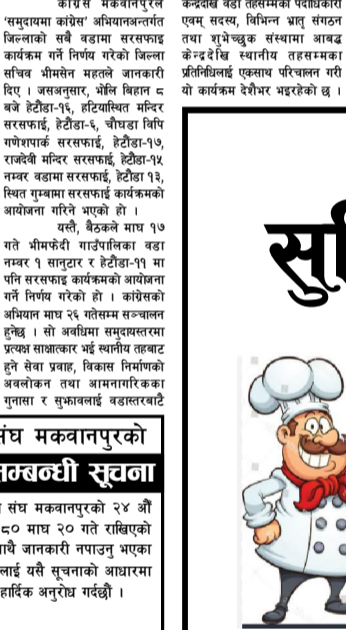 कांग्रेस मकवानपुरले
'समुदायमा कांग्रेस' अभियानअन्तर्गत
जिल्लाको सबै वडामा सरसफाइ
कार्यक्रम गर्ने निर्णय गरेको जिल्ला
सचिव भीमसेन महतले जानकारी
दिए । जसअनुसार, भोलि बिहान ८
बजे हेटौंडा-१६, हटियास्थित मन्दिर
सरसफाई, हेटौंडा-६, चौघडा विपि
गणेशपार्क सरसफाई, हेटौंडा-१७,
राजदेवी मन्दिर सरसफाई, हेटौंडा-१५
नम्वर वडामा सरसफाई, हेटौंडा १३,
स्थित गुम्बामा सरसफाई कार्यक्रमको
आयोजना गरिने भएको हो ।
यस्तै, बैठकले माघ १७
गते भीमफेदी गाउँपालिका वडा
नम्वर १ सानुटार र हेटौंडा-११ मा
पनि सरसफाइ कार्यक्रमको आयोजना
गर्ने निर्णय गरेको हो । कांग्रेसको
अभियान माघ २६ गतेसम्म सञ्चालन
हुनेछ । सो अवधिमा समुदायस्तरमा
प्रत्यक्ष साक्षात्कार भई स्थानीय तहबाट
हुने सेवा प्रवाह, विकास निर्माणको
अवलोकन तथा आमनागरिकका
गुनासा र सुझावलाई वडास्तरबाटै
केन्द्रदेखि वडा तहसम्मका पदाधिकारी
एवम् सदस्य, विभिन्न भ्रातृ संगठन
तथा शुभेच्छुक संस्थामा आबद्ध
केन्द्रदेखि स्थानीय तहसम्मका
प्रतिनिधिलाई एकसाथ परिचालन गरी
यो कार्यक्रम देशैभर भइरहेको छ ।
संघ मकवानपुरको
सम्बन्धी सूचना
संघ मकवानपुरको २४ औं
८० माघ २० गते राखिएको
जानकारी नपाउनु भएका
लाई यसै सूचनाको आधारमा
हार्दिक अनुरोध गर्दछौं ।